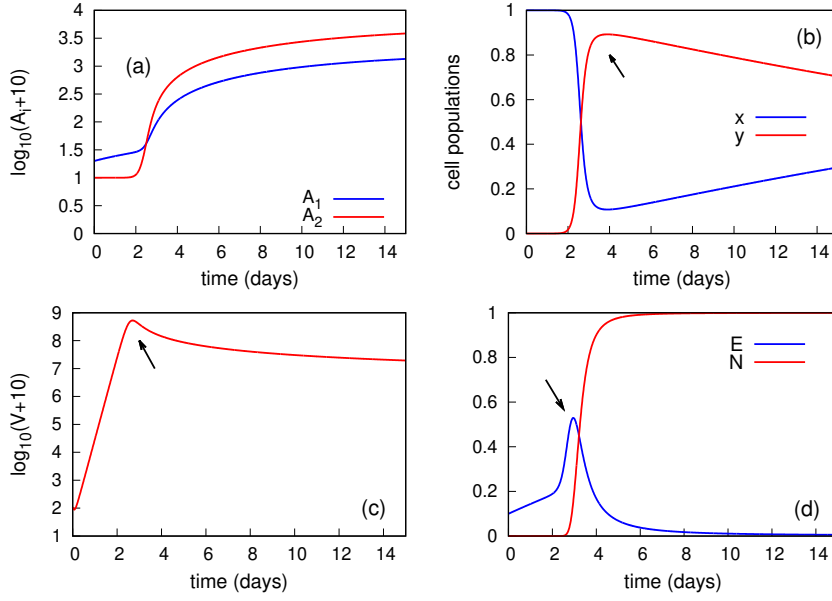 4
3.5
3
2.5
2
1.5
1
0.5
0
0 2 4 6 8 10 12 14
log10(Ai+10)
time (days)
(a)
A1
A2
1
0.8
0.6
0.4
0.2
0
0 2 4 6 8 10 12 14
cell populations
time (days)
(b)
x
y
9
8
7
6
5
4
3
2
1
0 2 4 6 8 10 12 14
log10(V+10)
time (days)
(c)
1
0.8
0.6
0.4
0.2
0
0 2 4 6 8 10 12 14
time (days)
(d)
E
N